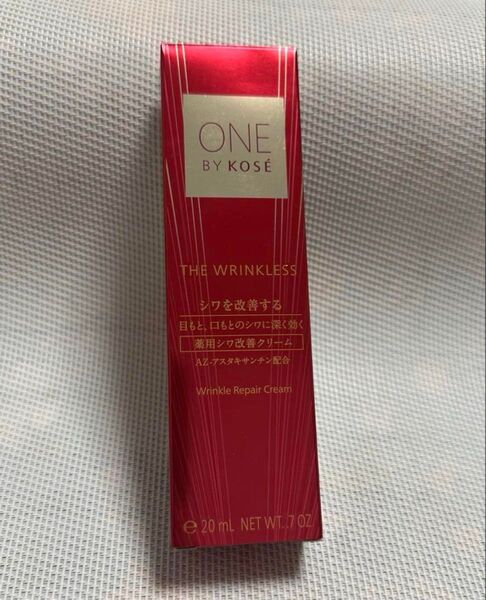 ONE
BY KOSÉ
THE WRINKLESS
シワを改善する
目もと、口もとのシワに深く効く
薬用シワ改善クリーム
AZ-アスタキサンチン配合
Wrinkle Repair Cream
℮ 20 mL NET WT. .7 OZ